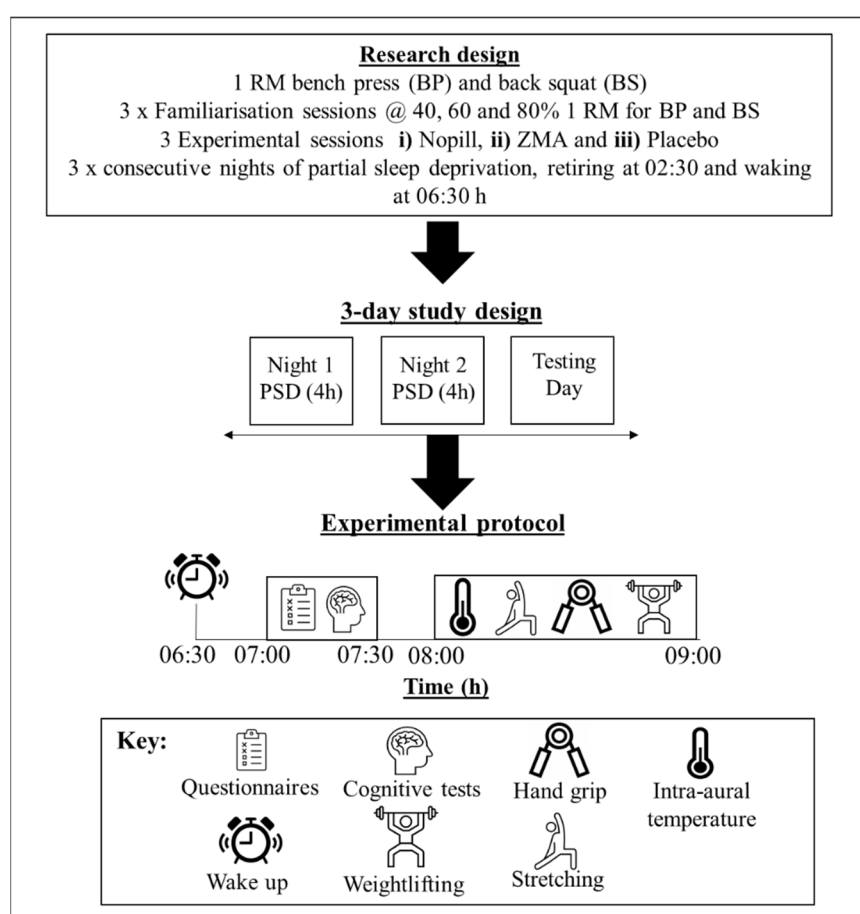 Research design
1 RM bench press (BP) and back squat (BS)
3 x Familiarisation sessions @ 40, 60 and 80% 1 RM for BP and BS
3 Experimental sessions i) Nopill, ii) ZMA and iii) Placebo
3 x consecutive nights of partial sleep deprivation, retiring at 02:30 and waking
at 06:30 h
3-day study design
Night 1
PSD (4h)
Night 2
PSD (4h)
Testing
Day
Experimental protocol
06:30 07:00 07:30 08:00 09:00
Time (h)
Key:
Questionnaires Cognitive tests Hand grip Intra-aural
temperature
Wake up Weightlifting Stretching